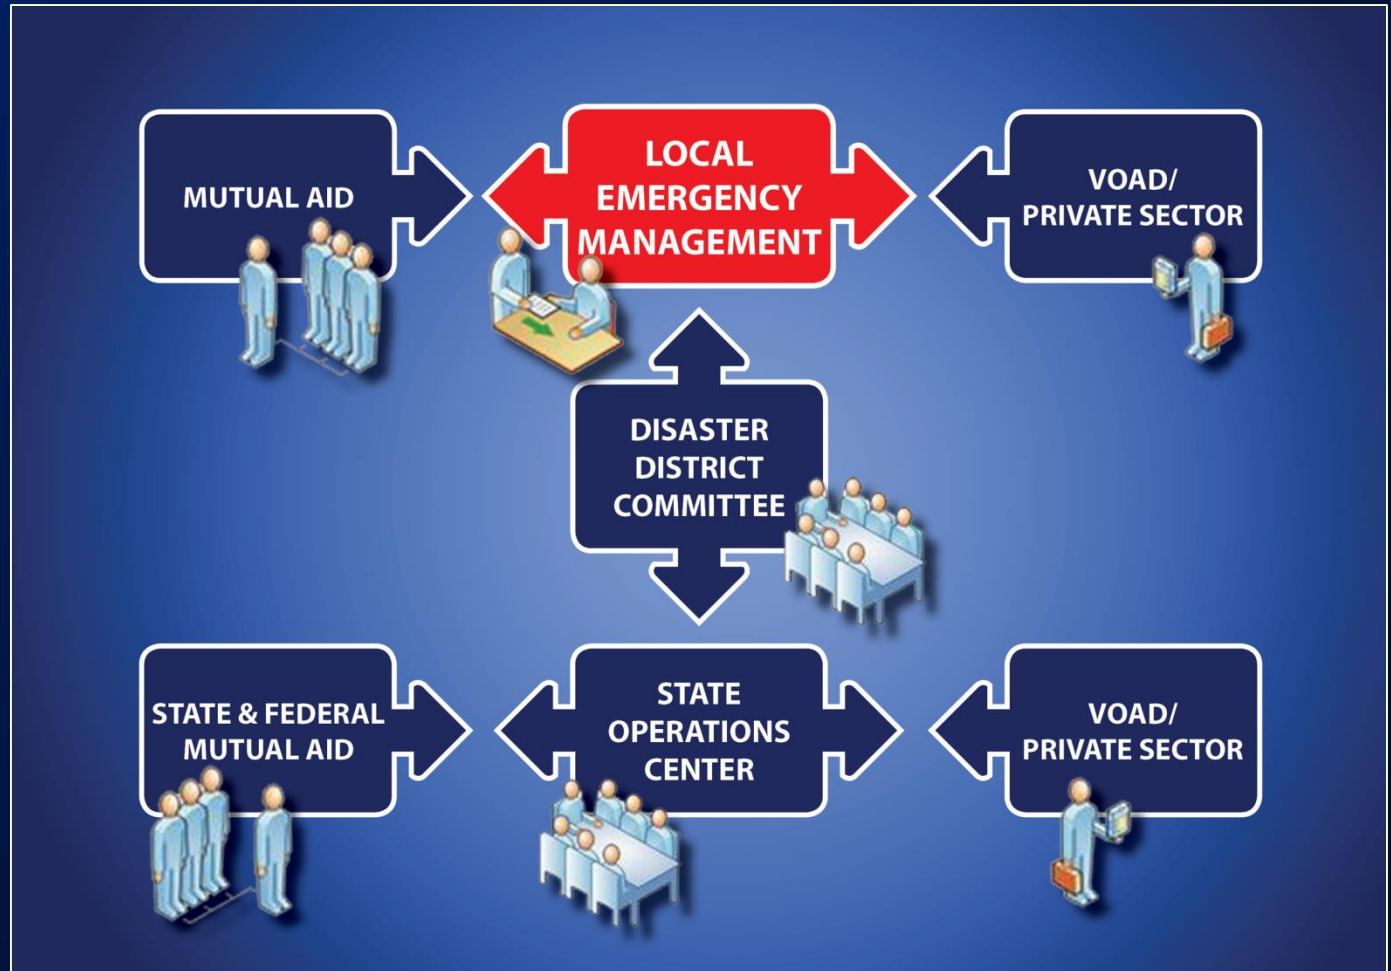 MUTUAL AID
LOCAL
EMERGENCY
MANAGEMENT
VOAD/
PRIVATE SECTOR
DISASTER
DISTRICT
COMMITTEE
STATE & FEDERAL
MUTUAL AID
STATE
OPERATIONS
CENTER
VOAD/
PRIVATE SECTOR